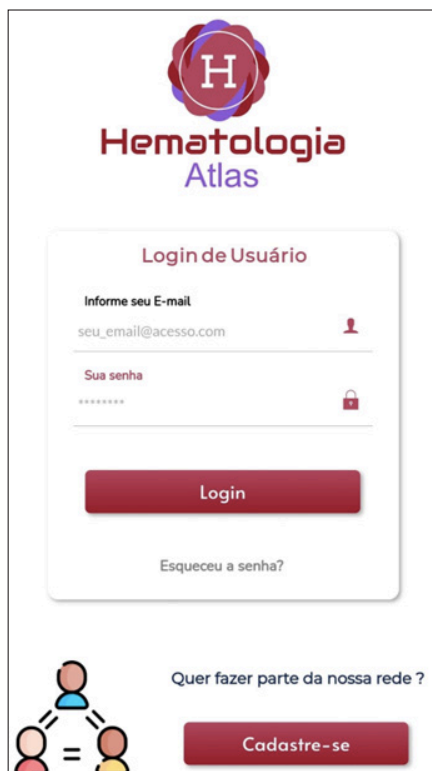 H
Hematologia
Atlas
Login de Usuário
Informe seu E-mail
seu_email@acesso.com
Sua senha
********
Login
Esqueceu a senha?
Quer fazer parte da nossa rede ?
=
Cadastre-se